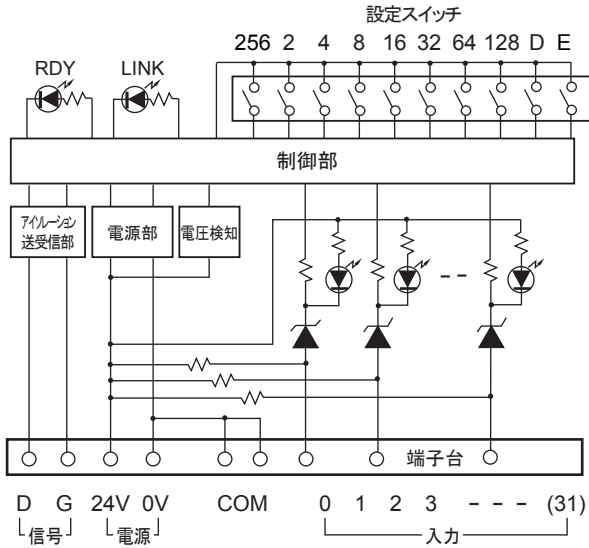 設定スイッチ
256 2 4 8 16 32 64 128 D E
RDY LINK
制御部
アイソレーション
送受信部
電源部
電圧検知
端子台
D G 24V 0V COM 0 1 2 3 - - - (31)
信号 電源 入力